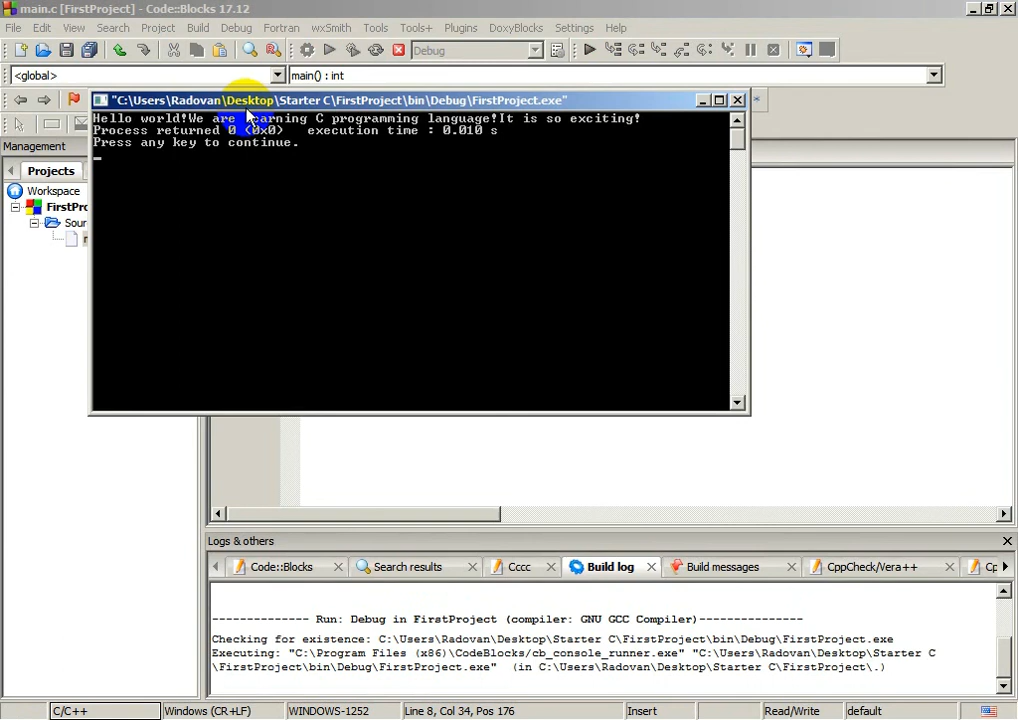 main.c [FirstProject] - Code::Blocks 17.12
File Edit View Search Project Build Debug Fortran wxSmith Tools Tools+ Plugins DoxyBlocks Settings Help
Debug
<global> main() : int
"C:\Users\Radovan\Desktop\Starter C\FirstProject\bin\Debug\FirstProject.exe"
Hello world!We are learning C programming language!It is so exciting!
Process returned 0 (0x0) execution time : 0.010 s
Press any key to continue.
Management
Projects
Workspace
FirstPro
Sour
Logs & others
Code::Blocks Search results Cccc Build log Build messages CppCheck/Vera++ Cp
-------------- Run: Debug in FirstProject (compiler: GNU GCC Compiler)---------------
Checking for existence: C:\Users\Radovan\Desktop\Starter C\FirstProject\bin\Debug\FirstProject.exe
Executing: "C:\Program Files (x86)\CodeBlocks/cb_console_runner.exe" "C:\Users\Radovan\Desktop\Starter C
\FirstProject\bin\Debug\FirstProject.exe" (in C:\Users\Radovan\Desktop\Starter C\FirstProject\.)
C/C++ Windows (CR+LF) WINDOWS-1252 Line 8, Col 34, Pos 176 Insert Read/Write default